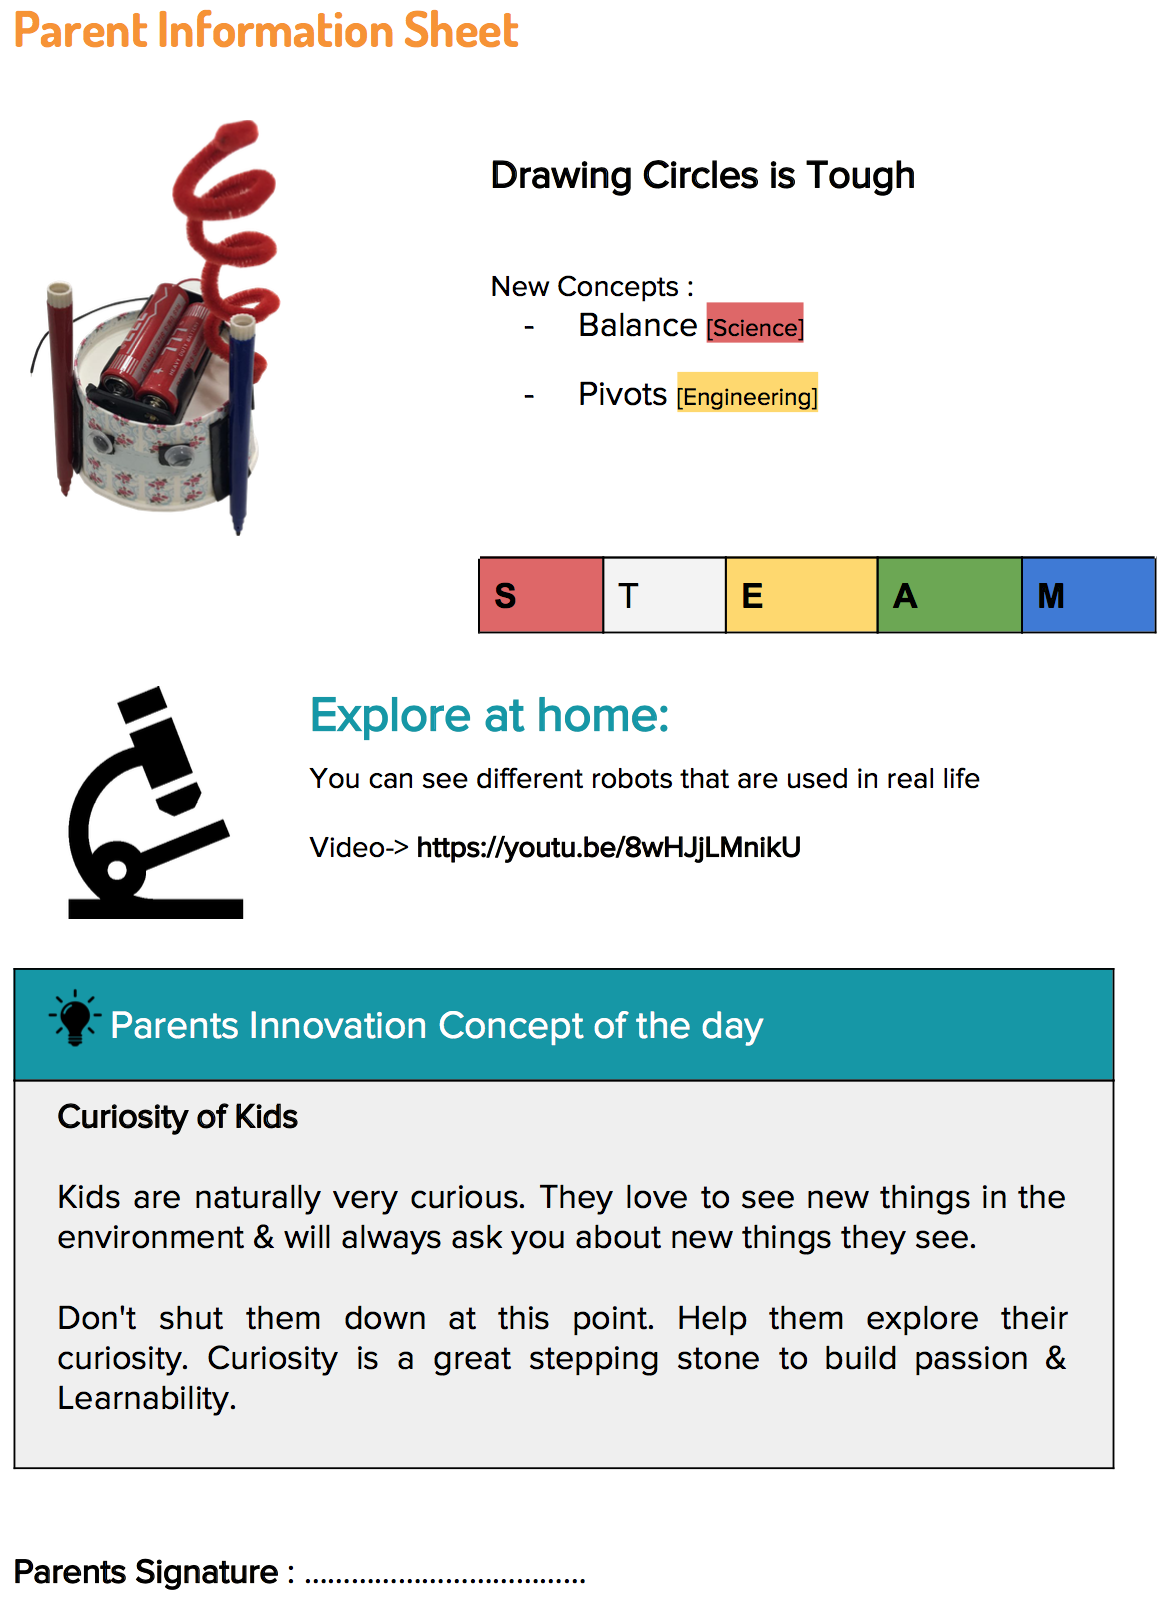 Parent Information Sheet
Drawing Circles is Tough
New Concepts :
- Balance [Science]
- Pivots [Engineering]
S T E A M
Explore at home:
You can see different robots that are used in real life
Video-> https://youtu.be/8wHJjLMnikU
Parents Innovation Concept of the day
Curiosity of Kids
Kids are naturally very curious. They love to see new things in the
environment & will always ask you about new things they see.
Don't shut them down at this point. Help them explore their
curiosity. Curiosity is a great stepping stone to build passion &
Learnability.
Parents Signature : ....................................